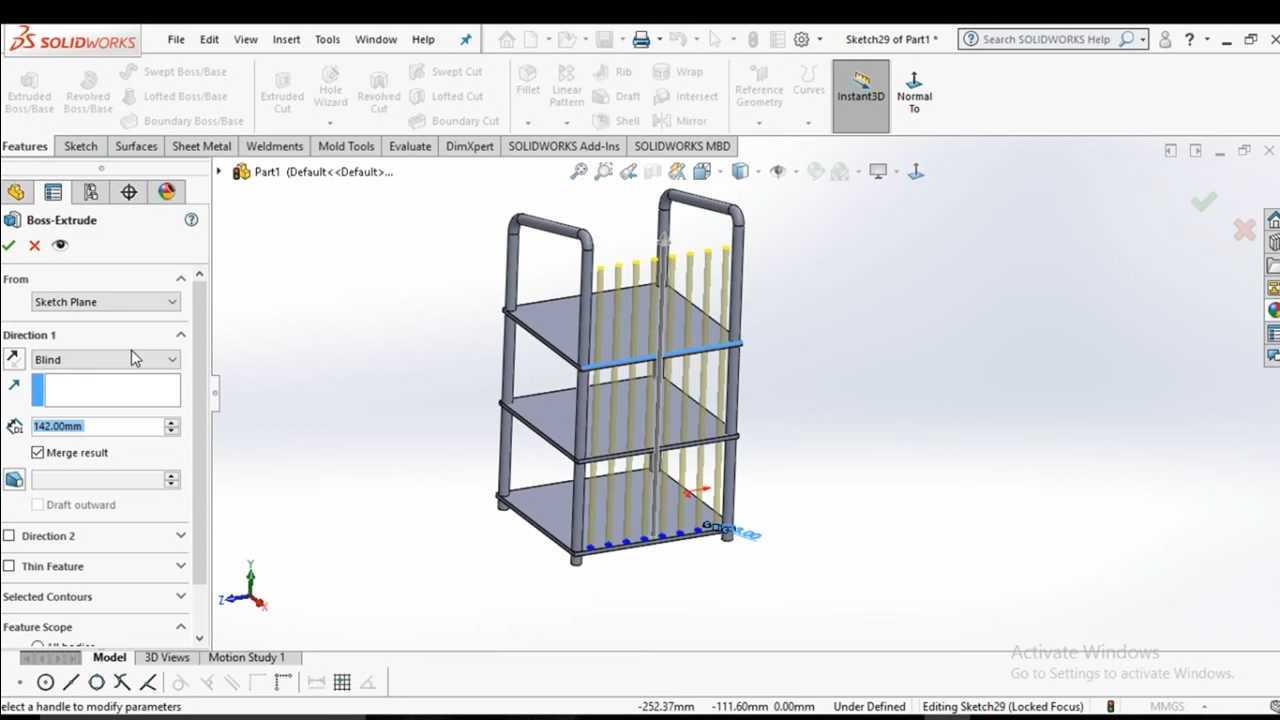 SOLIDWORKS File Edit View Insert Tools Window Help Sketch29 of Part1 * Search SOLIDWORKS Help ?
Extruded Boss/Base
Revolved Boss/Base
Swept Boss/Base
Lofted Boss/Base
Boundary Boss/Base
Extruded Cut
Hole Wizard
Revolved Cut
Swept Cut
Lofted Cut
Boundary Cut
Fillet
Linear Pattern
Rib
Draft
Shell
Wrap
Intersect
Mirror
Reference Geometry
Curves
Instant3D
Normal To
Features Sketch Surfaces Sheet Metal Weldments Mold Tools Evaluate DimXpert SOLIDWORKS Add-Ins SOLIDWORKS MBD
Part1 (Default<<Default>...
Boss-Extrude
From
Sketch Plane
Direction 1
Blind
142.00mm
Merge result
Draft outward
Direction 2
Thin Feature
Selected Contours
Feature Scope
Y
Z
X
Activate Windows
Go to Settings to activate Windows.
Model 3D Views Motion Study 1
elect a handle to modify parameters -252.37mm -111.60mm 0.00mm Under Defined Editing Sketch29 (Locked Focus) MMGS